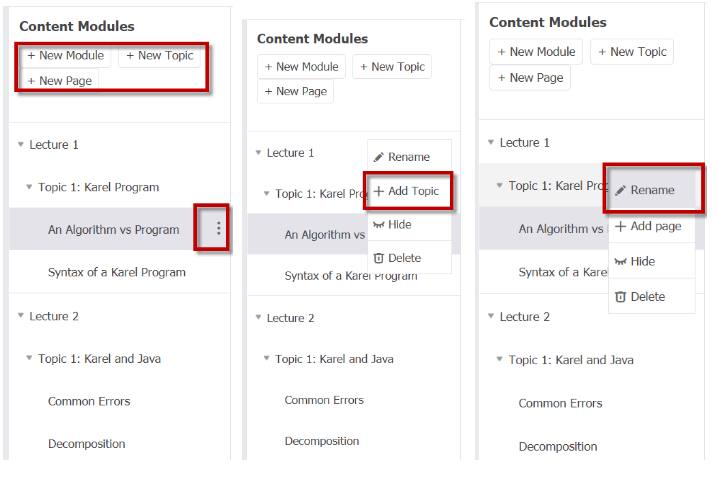 Content Modules
+ New Module + New Topic
+ New Page
Lecture 1
Topic 1: Karel Program
An Algorithm vs Program
Syntax of a Karel Program
Lecture 2
Topic 1: Karel and Java
Common Errors
Decomposition
Content Modules
+ New Module + New Topic
+ New Page
Lecture 1
Rename
Topic 1: Karel Pro
+ Add Topic
An Algorithm vs
Hide
Delete
Syntax of a Karel Program
Lecture 2
Topic 1: Karel and Java
Common Errors
Decomposition
Content Modules
+ New Module + New Topic
+ New Page
Lecture 1
Topic 1: Karel Prog
Rename
An Algorithm vs
+ Add page
Hide
Syntax of a Kare
Delete
Lecture 2
Topic 1: Karel and Java
Common Errors
Decomposition